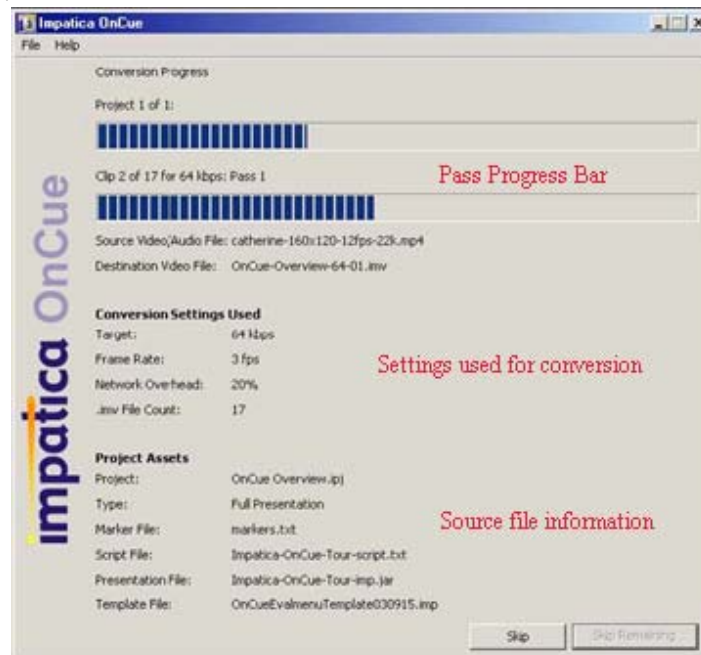 Impatica OnCue
File Help
Conversion Progress
Project 1 of 1:
Clip 2 of 17 for 64 kbps: Pass 1
Pass Progress Bar
Source Video/Audio File: catherine-160x120-12fps-22k.mp4
Destination Video File: OnCue-Overview-64-01.imv
Conversion Settings Used
Target: 64 kbps
Frame Rate: 3 fps
Settings used for conversion
Network Overhead: 20%
.imv File Count: 17
Project Assets
Project: OnCue Overview.ipj
Type: Full Presentation
Marker File: markers.txt
Source file information
Script File: Impatica-OnCue-Tour-script.txt
Presentation File: Impatica-OnCue-Tour-imp.jar
Template File: OnCueEvalmenuTemplate030915.imp
Skip
Skip Remaining
impatica OnCue